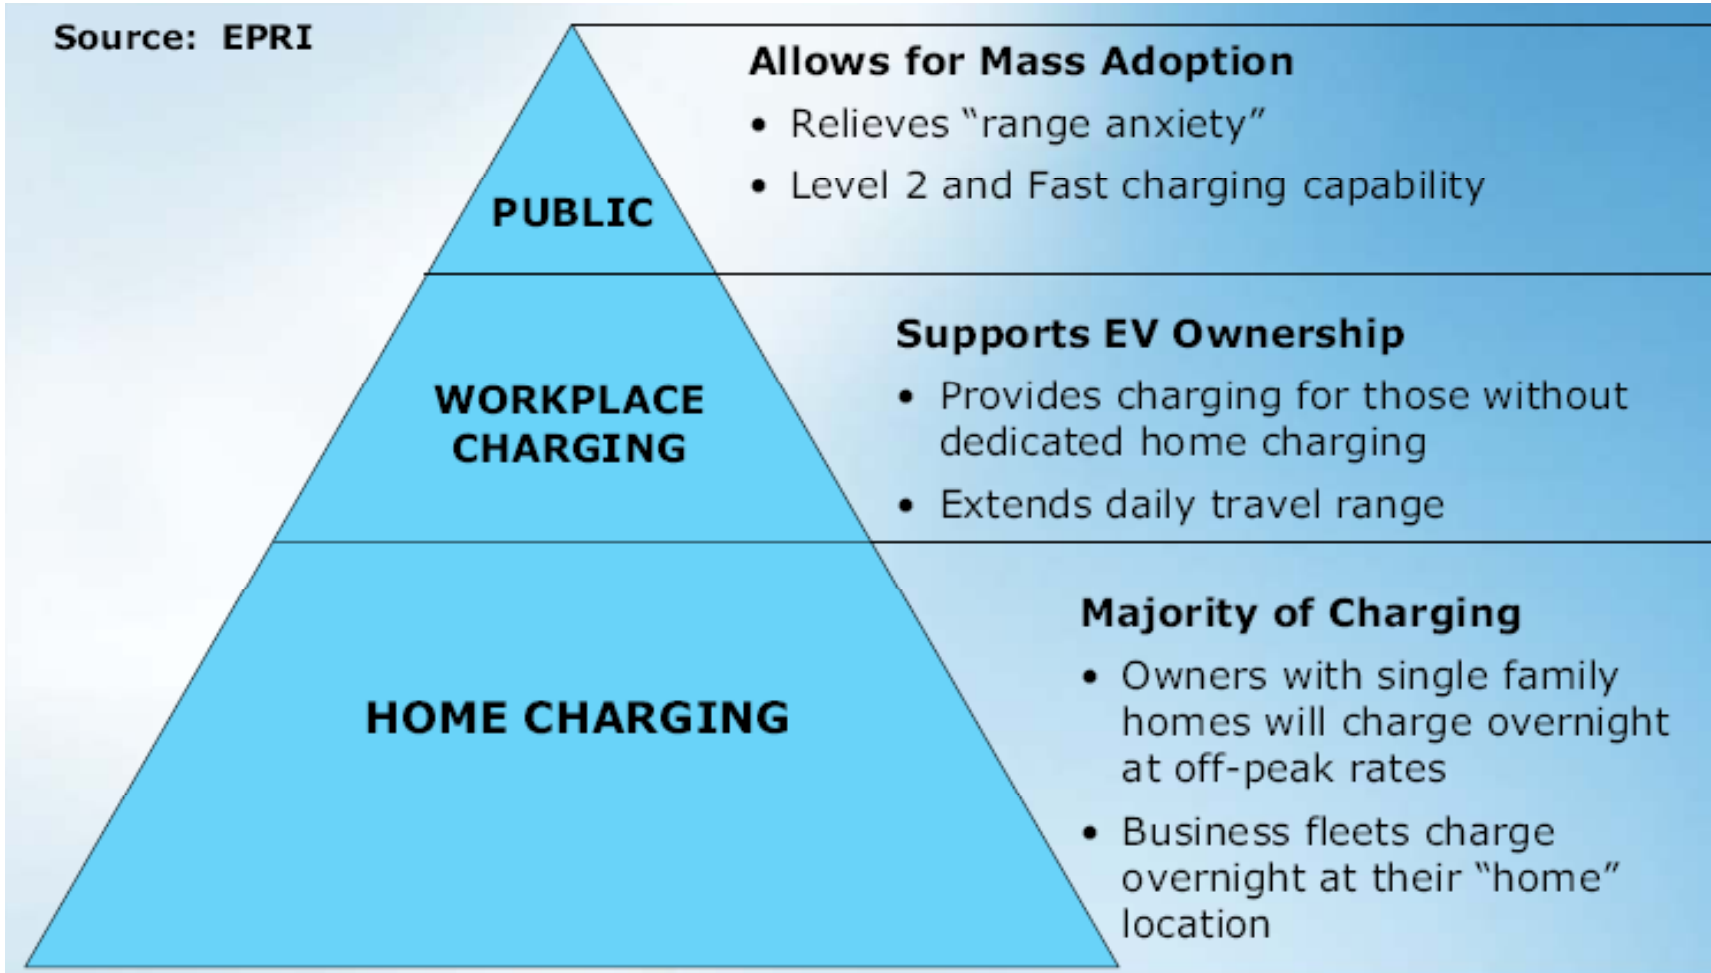 Source: EPRI
Allows for Mass Adoption
• Relieves “range anxiety”
• Level 2 and Fast charging capability
PUBLIC
Supports EV Ownership
• Provides charging for those without
dedicated home charging
• Extends daily travel range
WORKPLACE
CHARGING
Majority of Charging
• Owners with single family
homes will charge overnight
at off-peak rates
• Business fleets charge
overnight at their “home”
location
HOME CHARGING